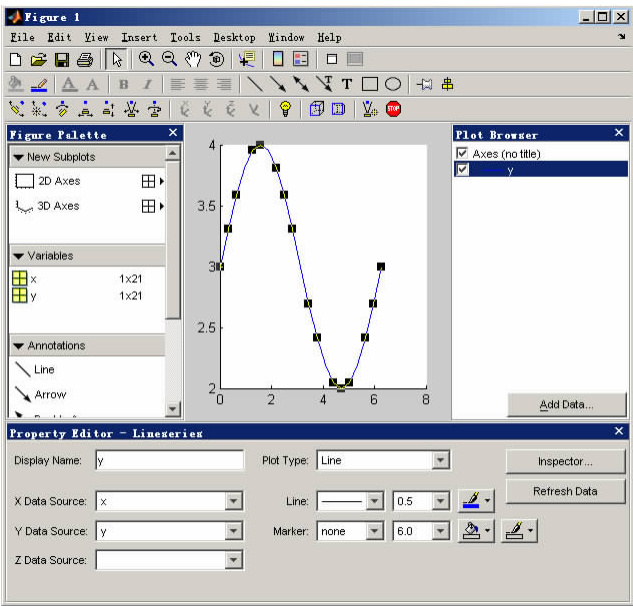 Figure 1
File Edit View Insert Tools Desktop Window Help
A A B I T
STOP
Figure Palette
New Subplots
2D Axes
3D Axes
Variables
x 1x21
y 1x21
Annotations
Line
Arrow
4
3.5
3
2.5
2
0 2 4 6 8
Plot Browser
Axes (no title)
y
Add Data...
Property Editor - Lineseries
Display Name: y
Plot Type: Line
Inspector...
X Data Source: x
Line: 0.5
Refresh Data
Y Data Source: y
Marker: none 6.0
Z Data Source: